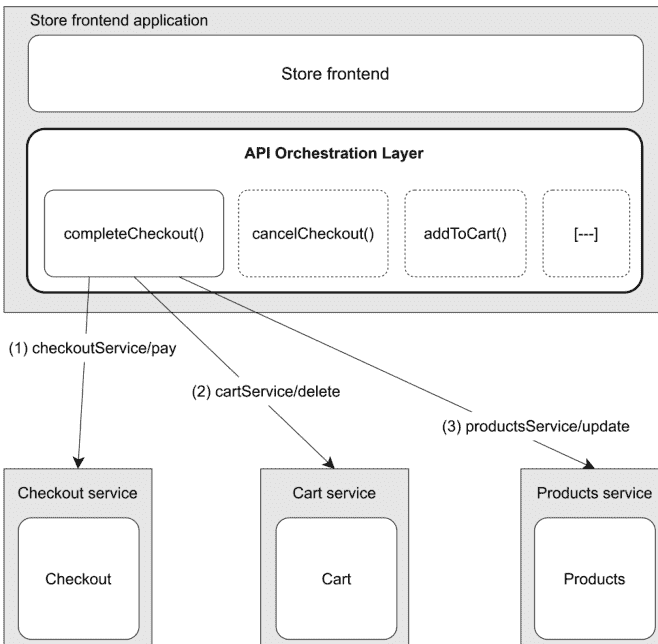 Store frontend application
Store frontend
API Orchestration Layer
completeCheckout()
cancelCheckout()
addToCart()
[---]
(1) checkoutService/pay
(2) cartService/delete
(3) productsService/update
Checkout service
Cart service
Products service
Checkout
Cart
Products